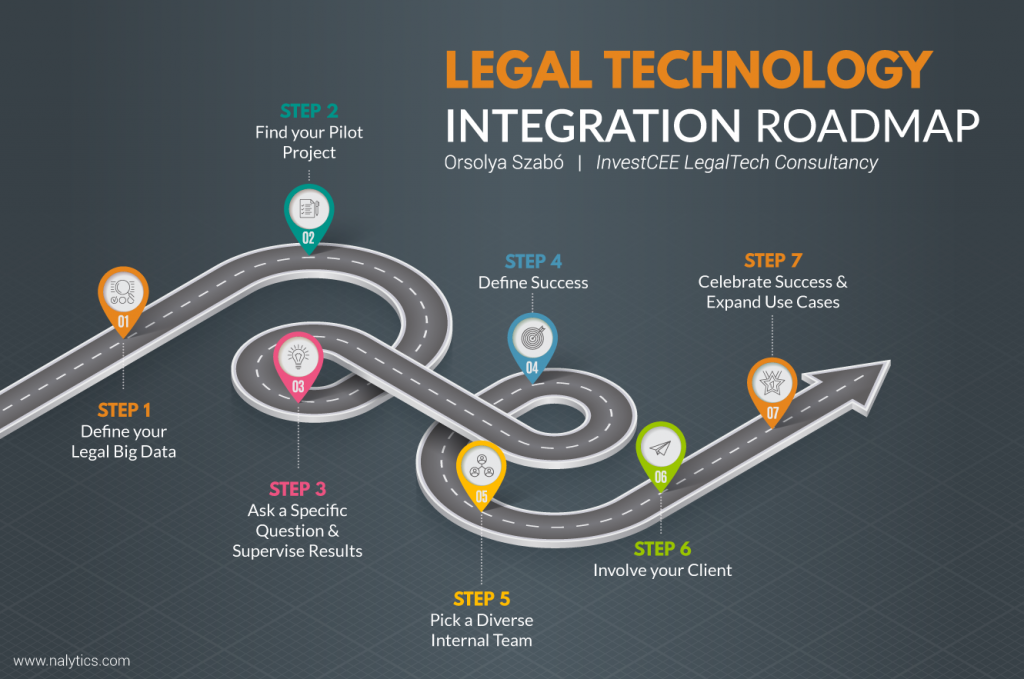 LEGAL TECHNOLOGY
INTEGRATION ROADMAP
Orsolya Szabó | InvestCEE LegalTech Consultancy
01
STEP 1
Define your
Legal Big Data
STEP 2
Find your Pilot
Project
02
03
STEP 3
Ask a Specific
Question &
Supervise Results
STEP 4
Define Success
04
05
STEP 5
Pick a Diverse
Internal Team
06
STEP 6
Involve your Client
STEP 7
Celebrate Success &
Expand Use Cases
1
07
www.nalytics.com